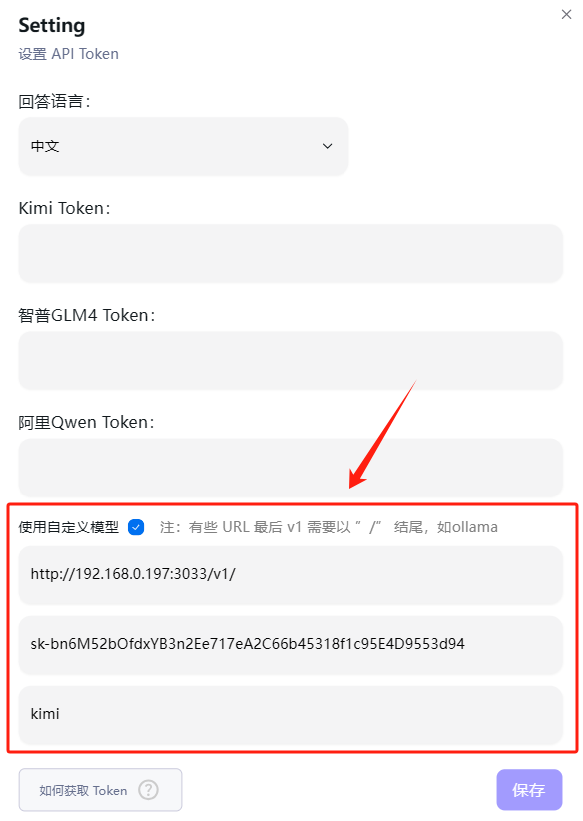 Setting
设置 API Token
回答语言：
中文
Kimi Token：
智普GLM4 Token：
阿里Qwen Token：
使用自定义模型 注：有些 URL 最后 v1 需要以 ”/” 结尾，如ollama
http://192.168.0.197:3033/v1/
sk-bn6M52bOfdxYB3n2Ee717eA2C66b45318f1c95E4D9553d94
kimi
如何获取 Token ?
保存